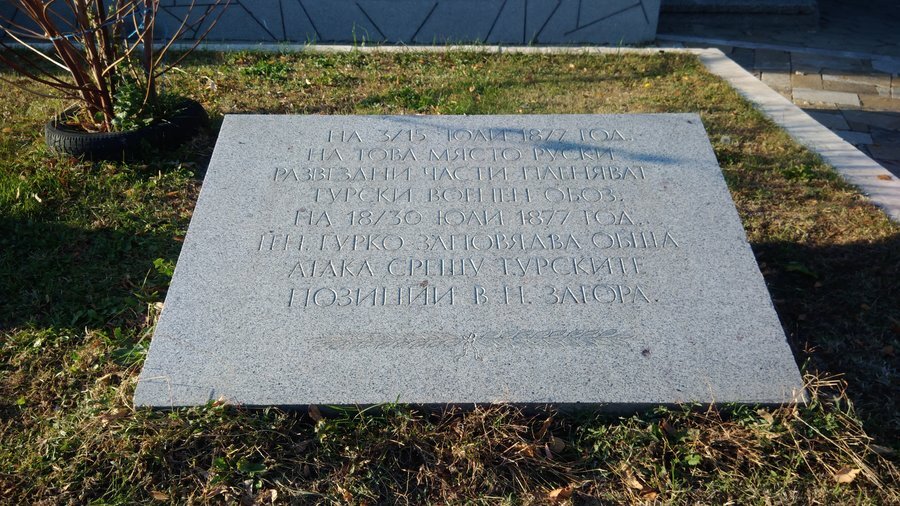 НА 3/15 ЮЛИ 1877 ГОД.
НА ТОВА МЯСТО РУСКИ
РАЗВЕЗДАНИ ЧАСТИ ПЛЕНЯВАТ
ТУРСКИ ВОЕНЕН ОБОЗ.
НА 18/30 ЮЛИ 1877 ГОД.
ГЕН. ГУРКО ЗАПОВЯДВА ОБЩА
АТАКА СРЕЩУ ТУРСКИТЕ
ПОЗИЦИИ В Н. ЗАГОРА.